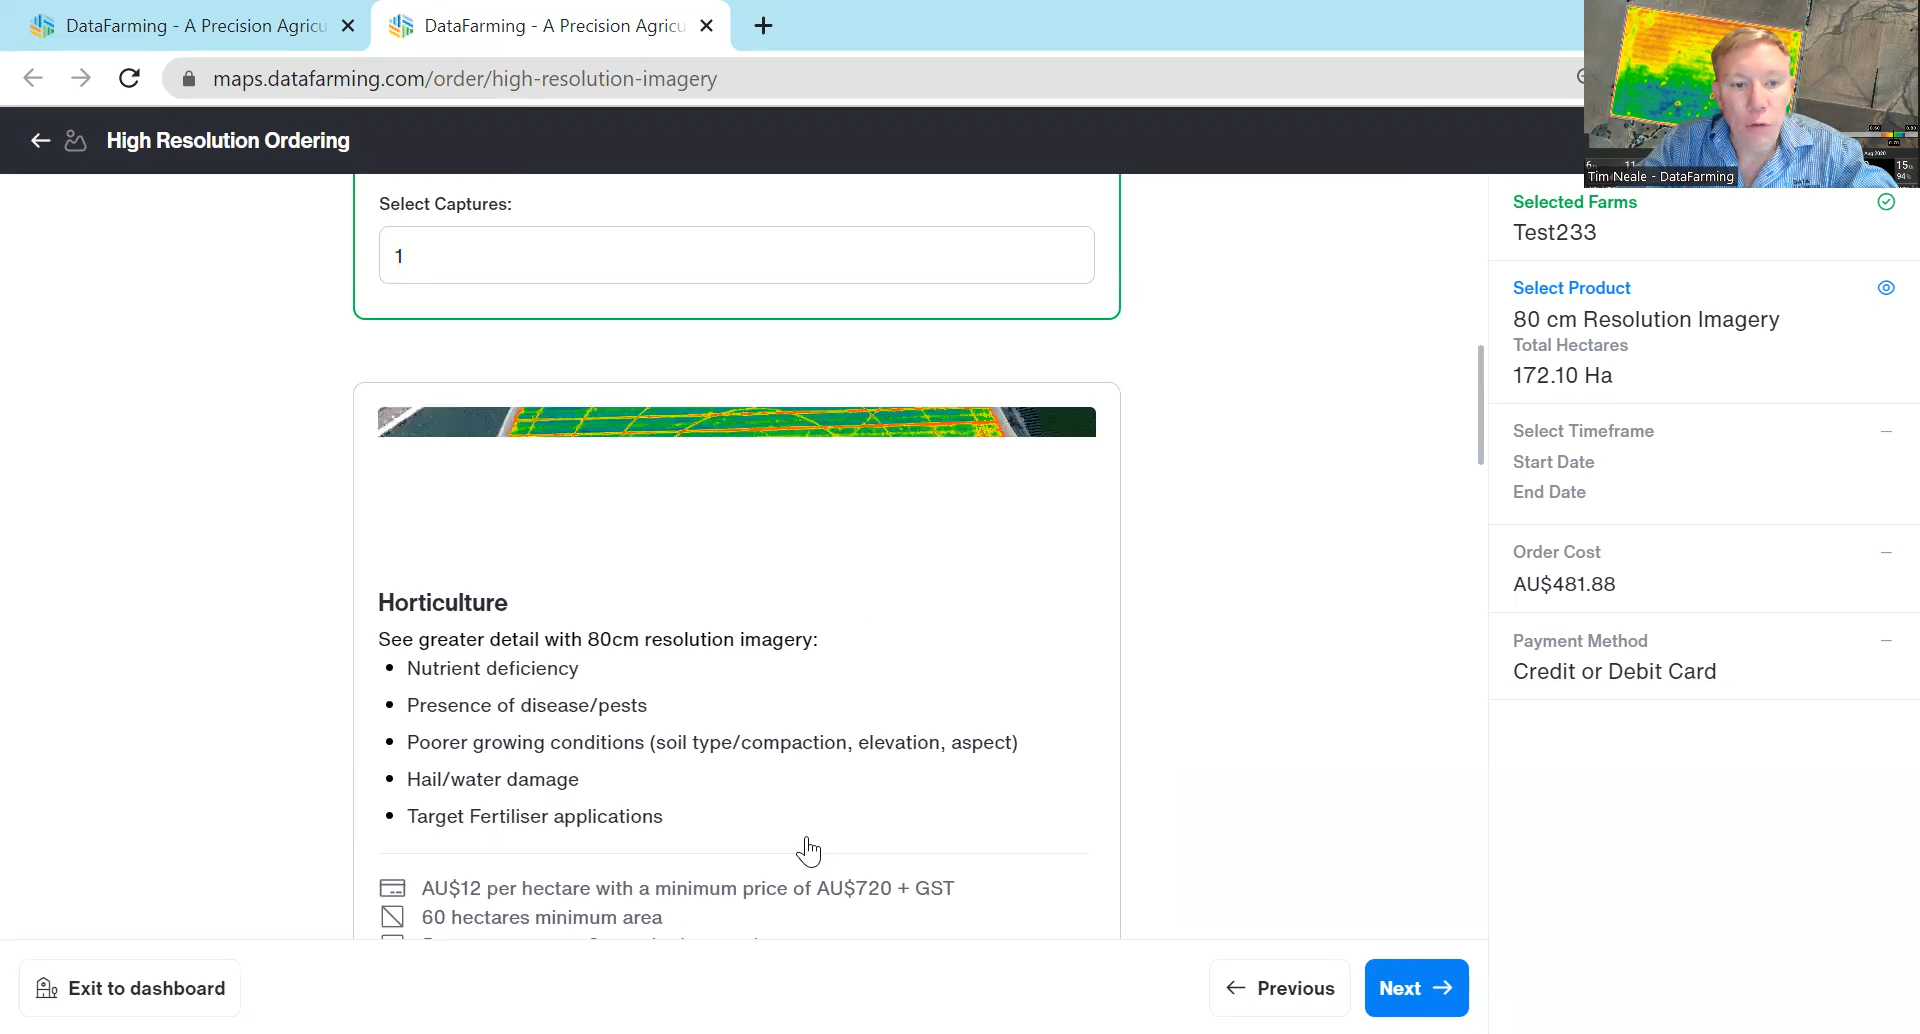 DataFarming - A Precision Agricu
DataFarming - A Precision Agricu
maps.datafarming.com/order/high-resolution-imagery
High Resolution Ordering
Tim Neale - DataFarming
Select Captures:
1
Horticulture
See greater detail with 80cm resolution imagery:
Nutrient deficiency
Presence of disease/pests
Poorer growing conditions (soil type/compaction, elevation, aspect)
Hail/water damage
Target Fertiliser applications
AU$12 per hectare with a minimum price of AU$720 + GST
60 hectares minimum area
Selected Farms
Test233
Select Product
80 cm Resolution Imagery
Total Hectares
172.10 Ha
Select Timeframe
Start Date
End Date
Order Cost
AU$481.88
Payment Method
Credit or Debit Card
Exit to dashboard
Previous
Next